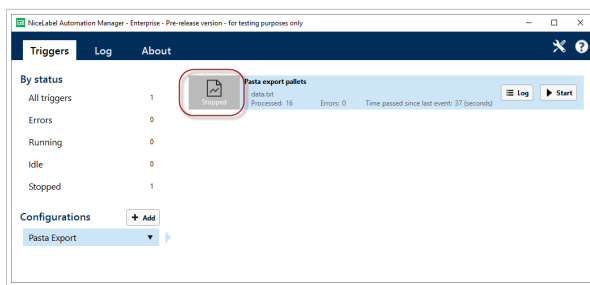 NiceLabel Automation Manager - Enterprise - Pre-release version - for testing purposes only
Triggers Log About
By status
All triggers 1
Errors 0
Running 0
Idle 0
Stopped 1
Configurations + Add
Pasta Export
Stopped
Pasta export pallets
data.txt
Processed: 16 Errors: 0 Time passed since last event: 37 (seconds)
Log Start